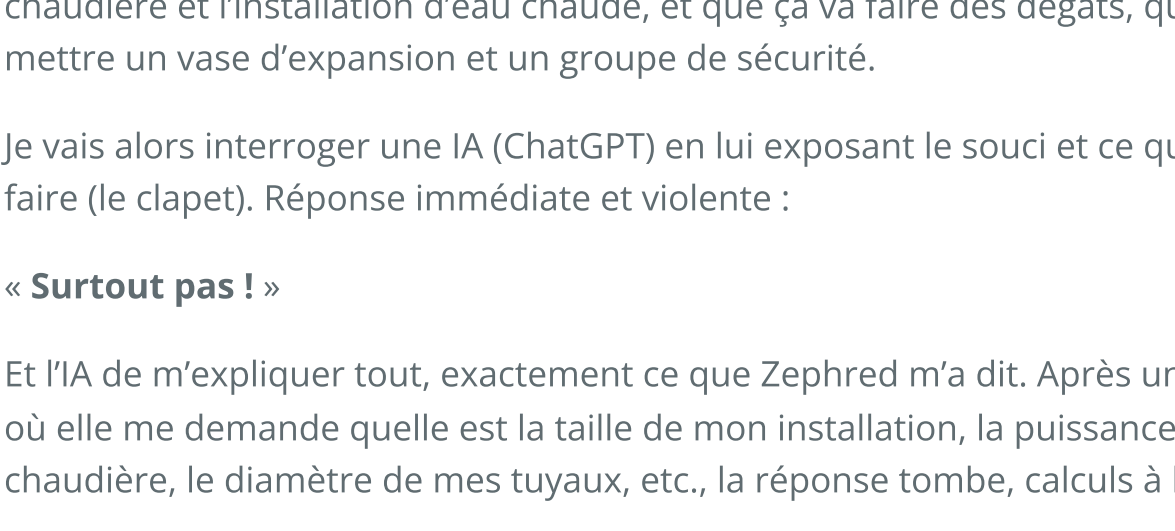 chaudière et l'installation d'eau chaude, et que ça va faire des dégâts,
mettre un vase d'expansion et un groupe de sécurité.
Je vais alors interroger une IA (ChatGPT) en lui exposant le souci et ce
faire (le clapet). Réponse immédiate et violente :
« Surtout pas ! »
Et l'IA de m'expliquer tout, exactement ce que Zephred m'a dit. Après
où elle me demande quelle est la taille de mon installation, la puissance
chaudière, le diamètre de mes tuyaux, etc., la réponse tombe, calculs à